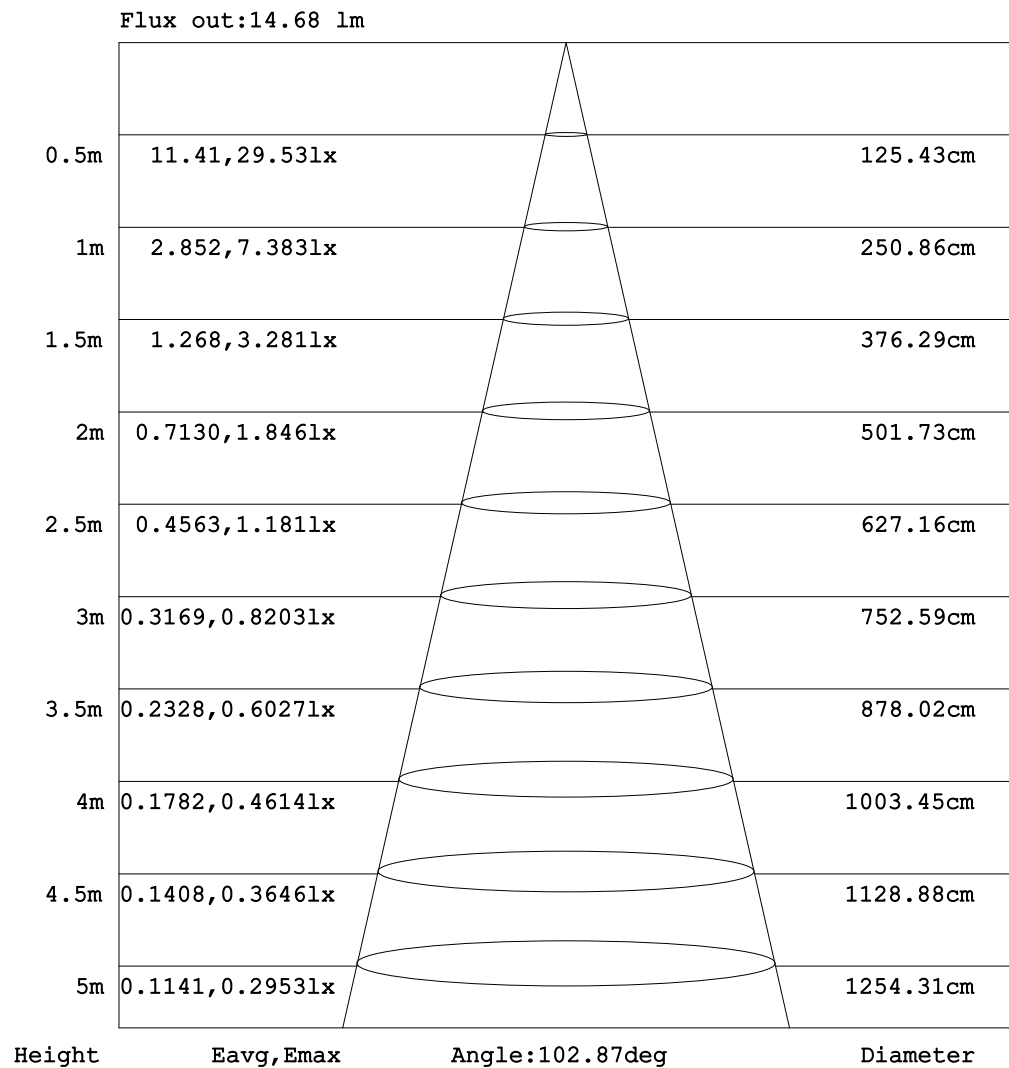 Flux out:14.68 lm
0.5m 11.41,29.53lx 125.43cm
1m 2.852,7.383lx 250.86cm
1.5m 1.268,3.281lx 376.29cm
2m 0.7130,1.846lx 501.73cm
2.5m 0.4563,1.181lx 627.16cm
3m 0.3169,0.8203lx 752.59cm
3.5m 0.2328,0.6027lx 878.02cm
4m 0.1782,0.4614lx 1003.45cm
4.5m 0.1408,0.3646lx 1128.88cm
5m 0.1141,0.2953lx 1254.31cm
Height Eavg,Emax Angle:102.87deg Diameter